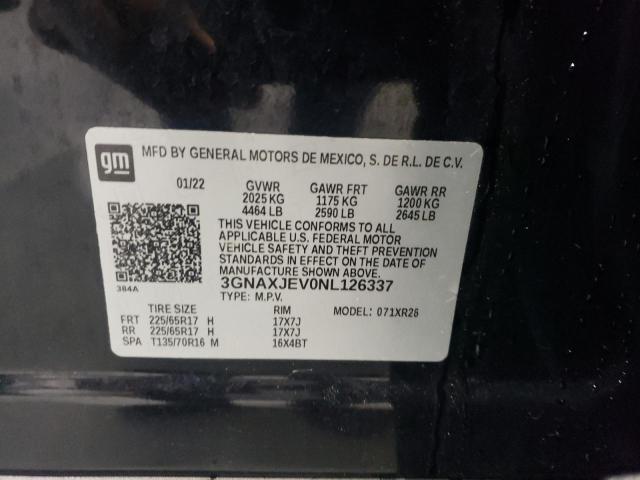 gm
MFD BY GENERAL MOTORS DE MEXICO, S. DE R.L. DE C.V.
01/22 GVWR GAWR FRT GAWR RR
2025 KG 1175 KG 1200 KG
4464 LB 2590 LB 2645 LB
THIS VEHICLE CONFORMS TO ALL
APPLICABLE U.S. FEDERAL MOTOR
VEHICLE SAFETY AND THEFT PREVENTION
STANDARDS IN EFFECT ON THE DATE OF
MANUFACTURE SHOWN ABOVE.
384A
3GNAXJEV0NL126337
TYPE: M.P.V.
TIRE SIZE RIM MODEL: 071XR26
FRT 225/65R17 H 17X7J
RR 225/65R17 H 17X7J
SPA T135/70R16 M 16X4BT